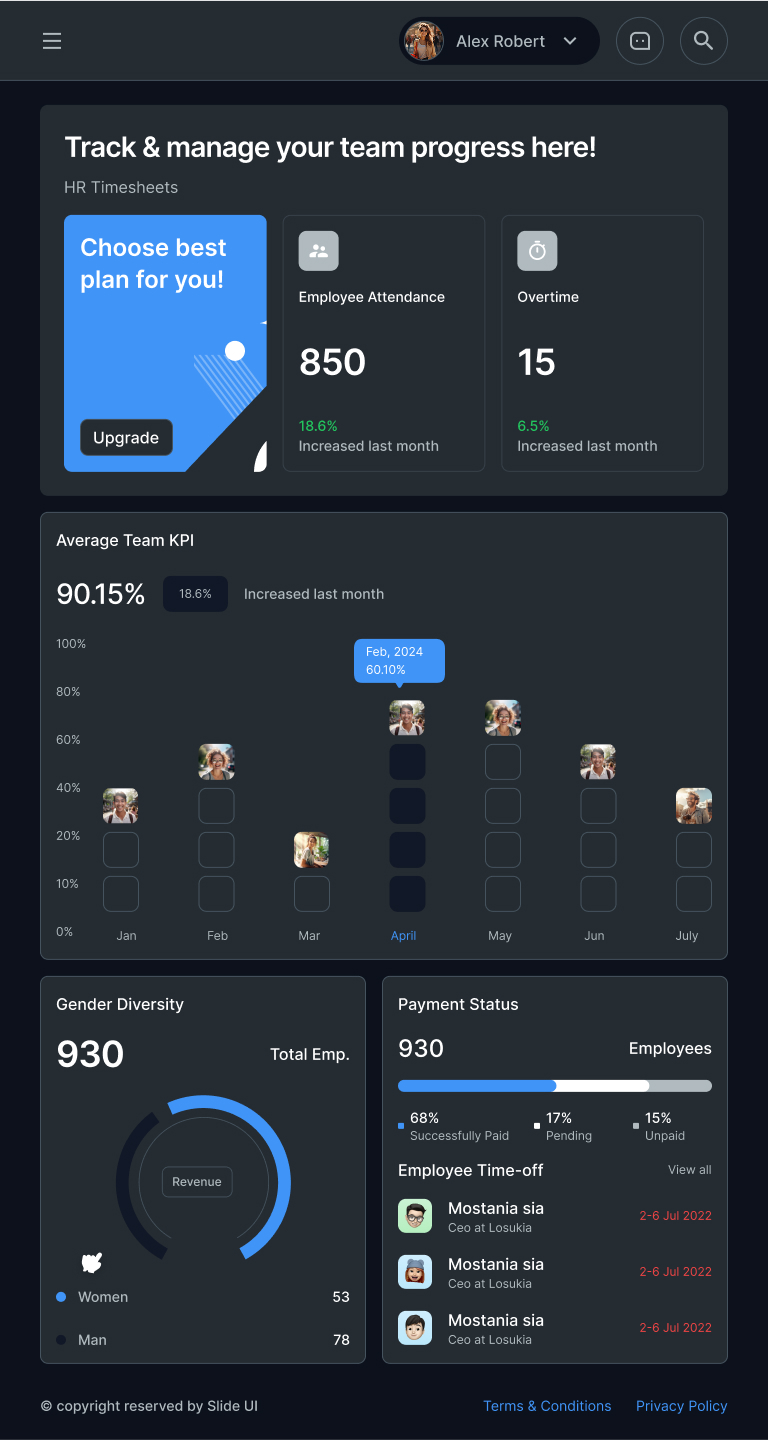 Alex Robert
Track & manage your team progress here!
HR Timesheets
Choose best
plan for you!
Upgrade
Employee Attendance
850
18.6%
Increased last month
Overtime
15
6.5%
Increased last month
Average Team KPI
90.15%
18.6%
Increased last month
100%
80%
60%
40%
20%
10%
0%
Feb, 2024
60.10%
Jan
Feb
Mar
April
May
Jun
July
Gender Diversity
930
Total Emp.
Revenue
Women
53
Man
78
Payment Status
930
Employees
68%
Successfully Paid
17%
Pending
15%
Unpaid
Employee Time-off
View all
Mostania sia
Ceo at Losukia
2-6 Jul 2022
Mostania sia
Ceo at Losukia
2-6 Jul 2022
Mostania sia
Ceo at Losukia
2-6 Jul 2022
© copyright reserved by Slide UI
Terms & Conditions
Privacy Policy